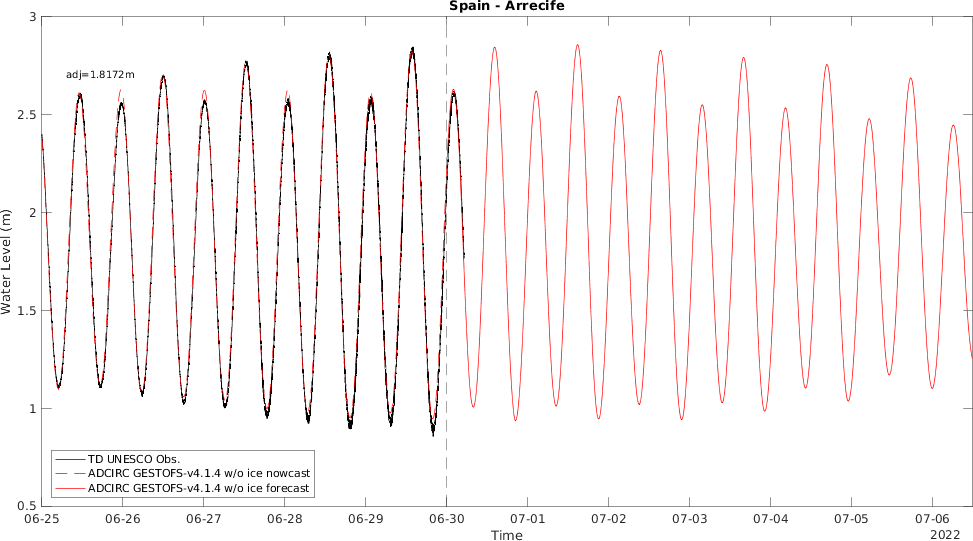 Spain - Arrecife
adj=1.8172m
Water Level (m)
3
2.5
2
1.5
1
0.5
TD UNESCO Obs.
ADCIRC GESTOFS-v4.1.4 w/o ice nowcast
ADCIRC GESTOFS-v4.1.4 w/o ice forecast
06-25 06-26 06-27 06-28 06-29 06-30 07-01 07-02 07-03 07-04 07-05 07-06
Time
2022